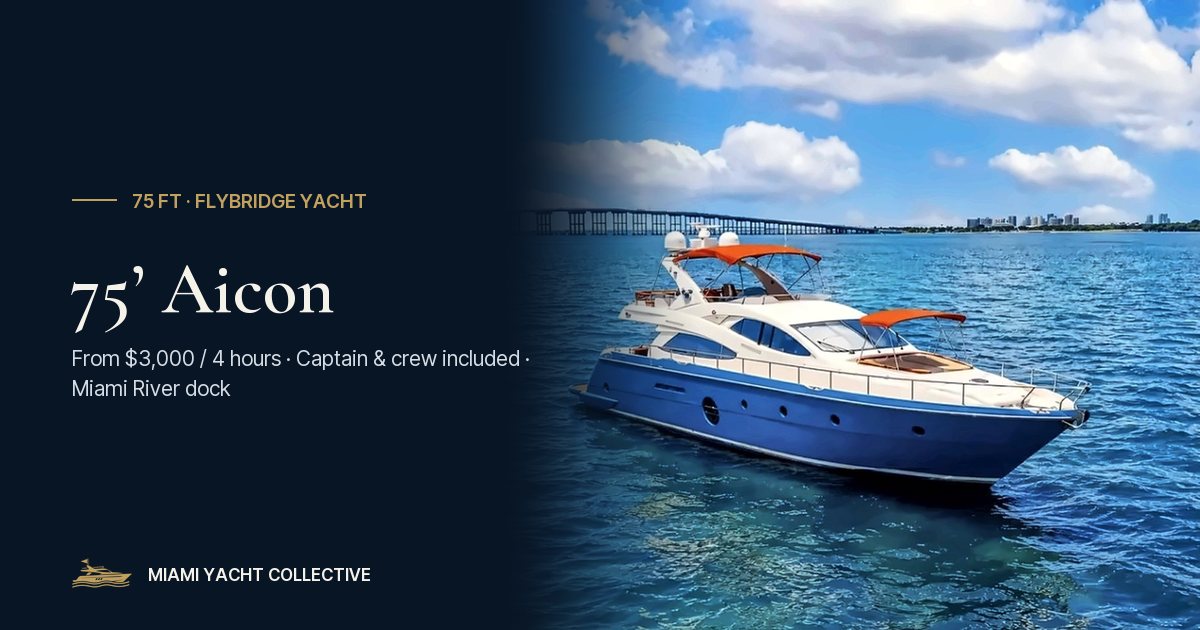 75 FT · FLYBRIDGE YACHT
75’ Aicon
From $3,000 / 4 hours · Captain & crew included ·
Miami River dock
MIAMI YACHT COLLECTIVE